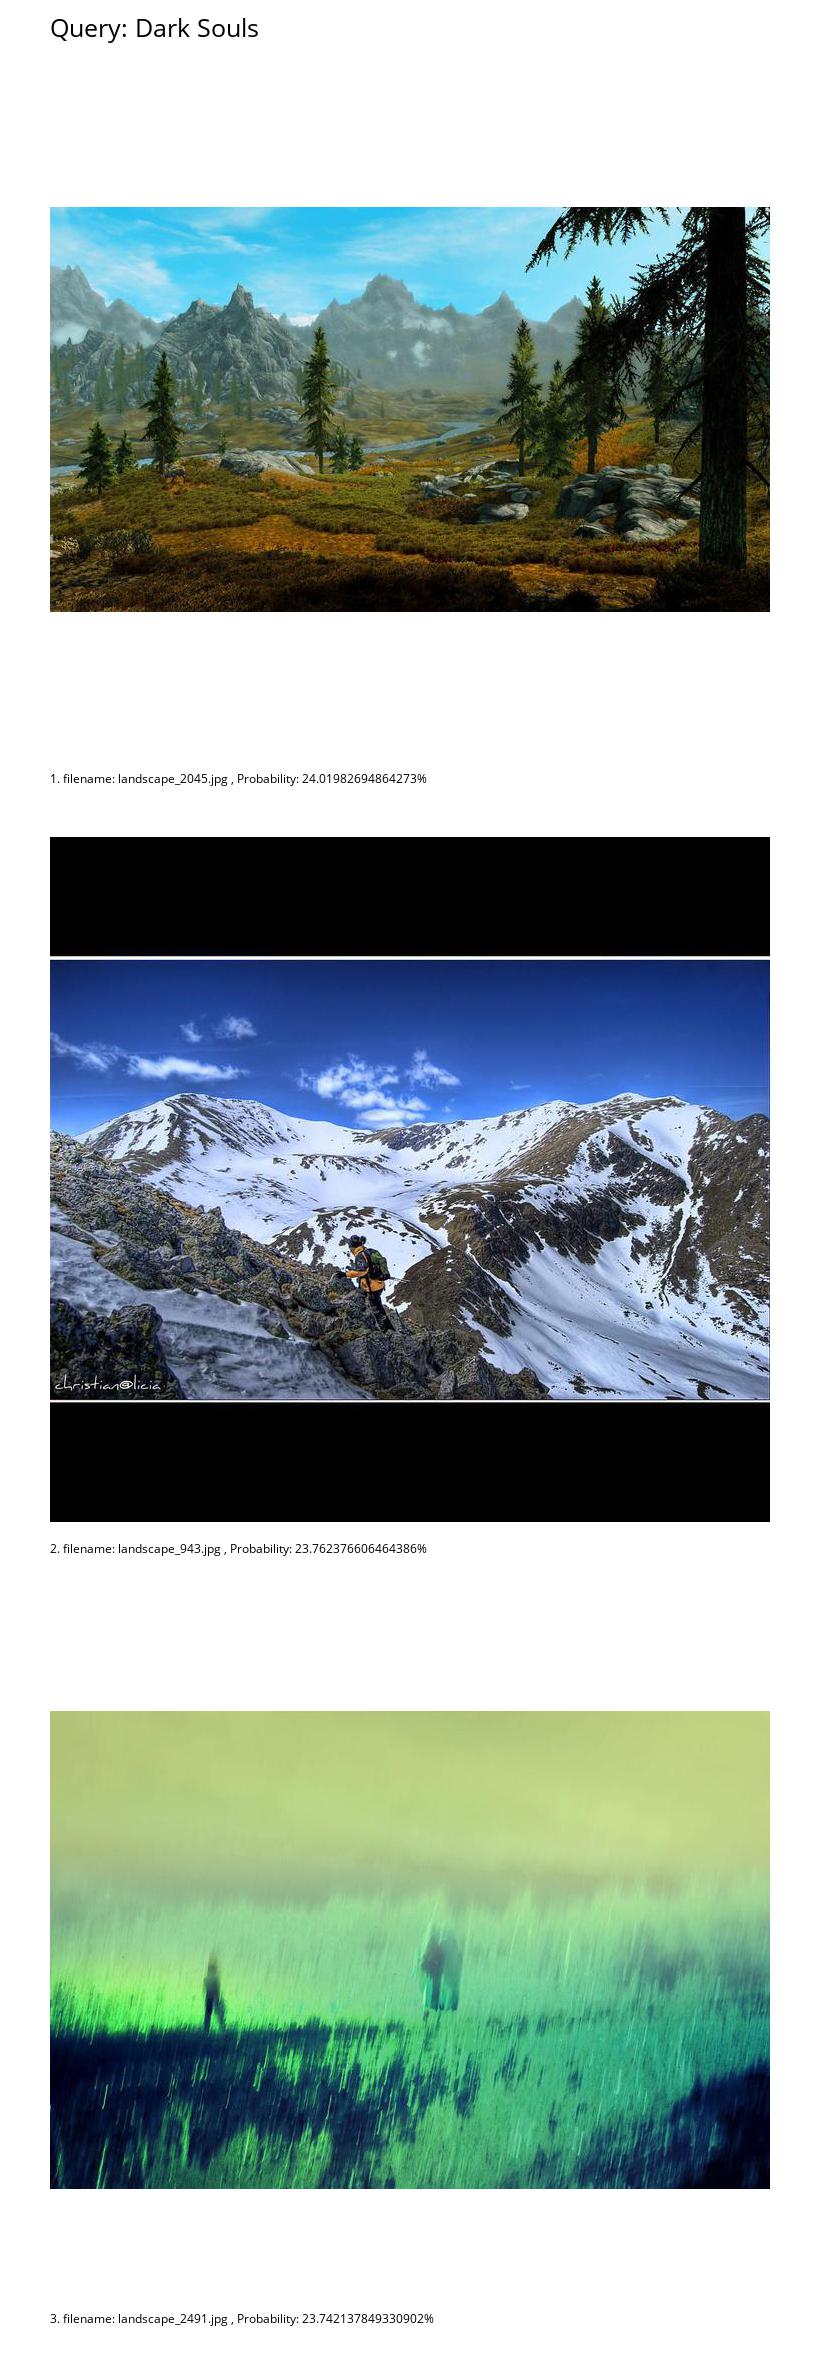 Query: Dark Souls
1. filename: landscape_2045.jpg , Probability: 24.01982694864273%
christian@licia
2. filename: landscape_943.jpg , Probability: 23.762376606464386%
3. filename: landscape_2491.jpg , Probability: 23.742137849330902%